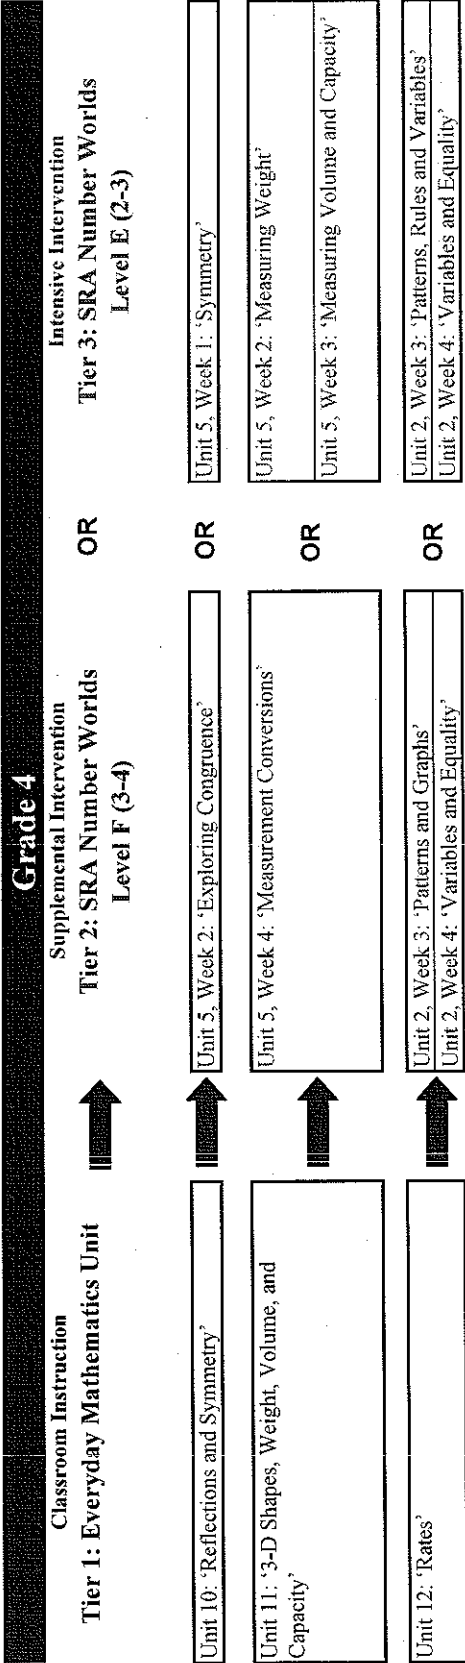 Grade 4
Classroom Instruction
Tier 1: Everyday Mathematics Unit
Supplemental Intervention
Tier 2: SRA Number Worlds
Level F (3-4)
OR
Intensive Intervention
Tier 3: SRA Number Worlds
Level E (2-3)
Unit 10: ‘Reflections and Symmetry’
Unit 5, Week 2: ‘Exploring Congruence’
OR
Unit 5, Week 1: ‘Symmetry’
Unit 11: ‘3-D Shapes, Weight, Volume, and
Capacity’
Unit 5, Week 4: ‘Measurement Conversions’
OR
Unit 5, Week 2: ‘Measuring Weight’
Unit 5, Week 3: ‘Measuring Volume and Capacity’
Unit 12: ‘Rates’
Unit 2, Week 3: ‘Patterns and Graphs’
Unit 2, Week 4: ‘Variables and Equality’
OR
Unit 2, Week 3: ‘Patterns, Rules and Variables’
Unit 2, Week 4: ‘Variables and Equality’